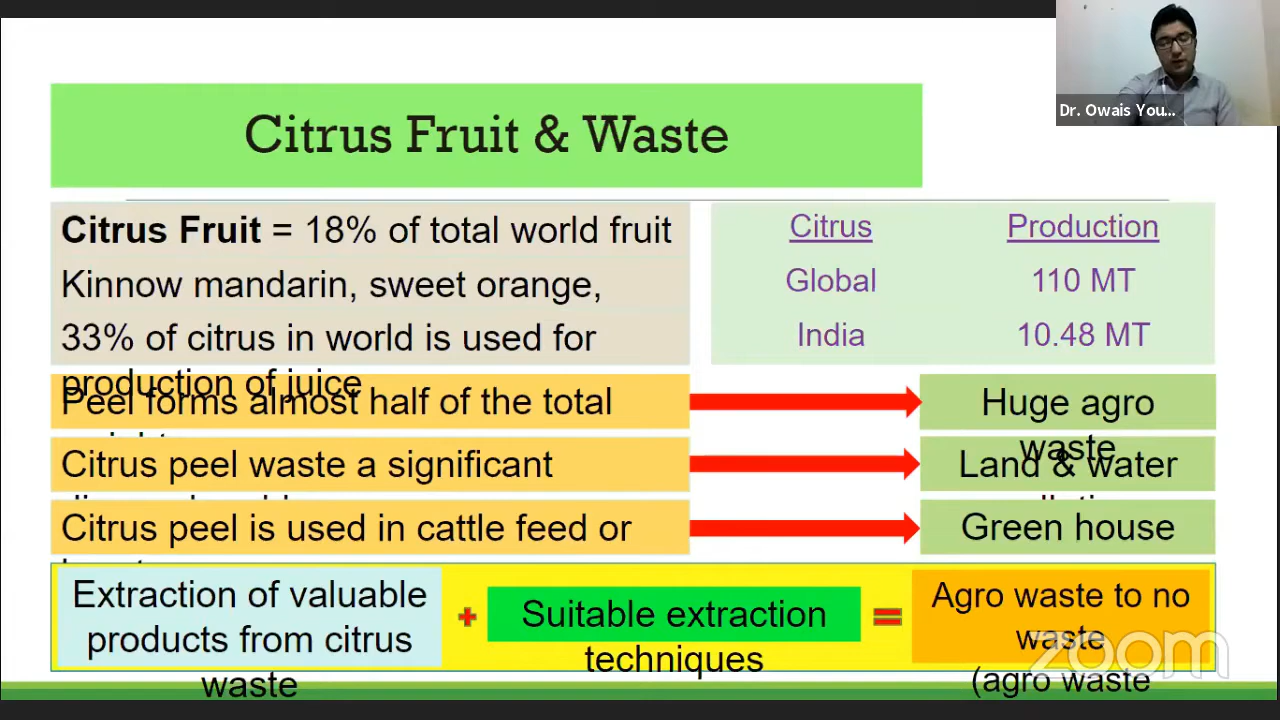 Dr. Owais You...
Citrus Fruit & Waste
Citrus Fruit = 18% of total world fruit
Kinnow mandarin, sweet orange,
33% of citrus in world is used for
production of juice
Citrus Production
Global 110 MT
India 10.48 MT
Peel forms almost half of the total
Huge agro
waste
Citrus peel waste a significant
Land & water
Citrus peel is used in cattle feed or
Green house
Extraction of valuable
products from citrus
waste
+
Suitable extraction
techniques
=
Agro waste to no
waste
(agro waste
zoom